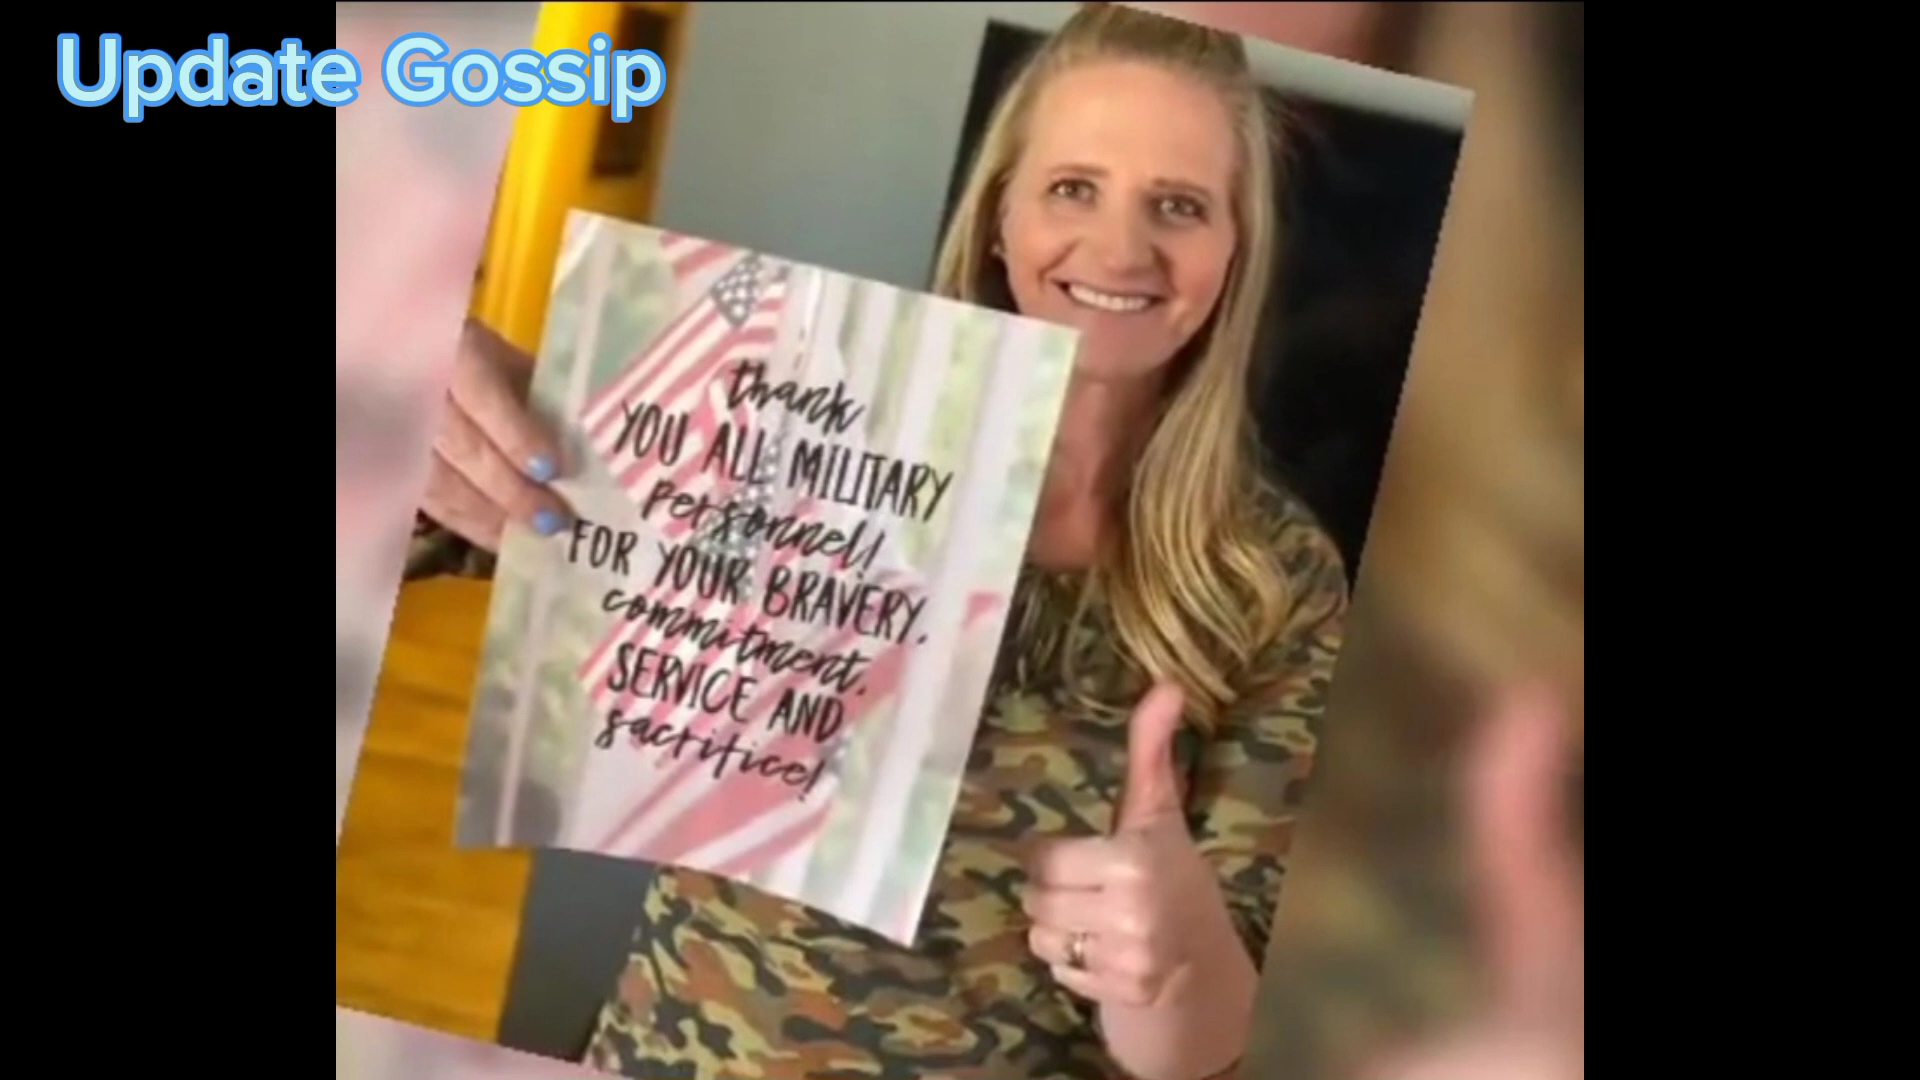 Update Gossip
thank
YOU ALL MILITARY
personnel!
FOR YOUR BRAVERY,
commitment,
SERVICE AND
sacrifice!